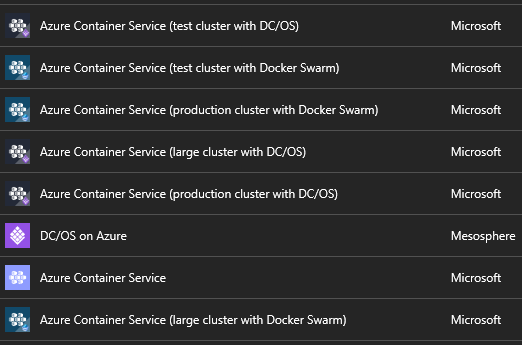 Azure Container Service (test cluster with DC/OS) Microsoft
Azure Container Service (test cluster with Docker Swarm) Microsoft
Azure Container Service (production cluster with Docker Swarm) Microsoft
Azure Container Service (large cluster with DC/OS) Microsoft
Azure Container Service (production cluster with DC/OS) Microsoft
DC/OS on Azure Mesosphere
Azure Container Service Microsoft
Azure Container Service (large cluster with Docker Swarm) Microsoft